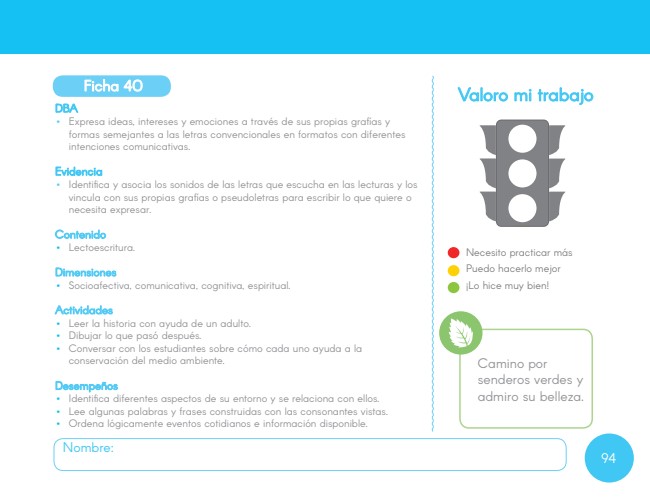 Ficha 40
DBA
• Expresa ideas, intereses y emociones a través de sus propias grafías y
formas semejantes a las letras convencionales en formatos con diferentes
intenciones comunicativas.
Evidencia
• Identifica y asocia los sonidos de las letras que escucha en las lecturas y los
vincula con sus propias grafías o pseudoletras para escribir lo que quiere o
necesita expresar.
Contenido
• Lectoescritura.
Dimensiones
• Socioafectiva, comunicativa, cognitiva, espiritual.
Actividades
• Leer la historia con ayuda de un adulto.
• Dibujar lo que pasó después.
• Conversar con los estudiantes sobre cómo cada uno ayuda a la
conservación del medio ambiente.
Desempeños
• Identifica diferentes aspectos de su entorno y se relaciona con ellos.
• Lee algunas palabras y frases construidas con las consonantes vistas.
• Ordena lógicamente eventos cotidianos e información disponible.
Nombre:
Valoro mi trabajo
Necesito practicar más
Puedo hacerlo mejor
¡Lo hice muy bien!
Camino por
senderos verdes y
admiro su belleza.
94